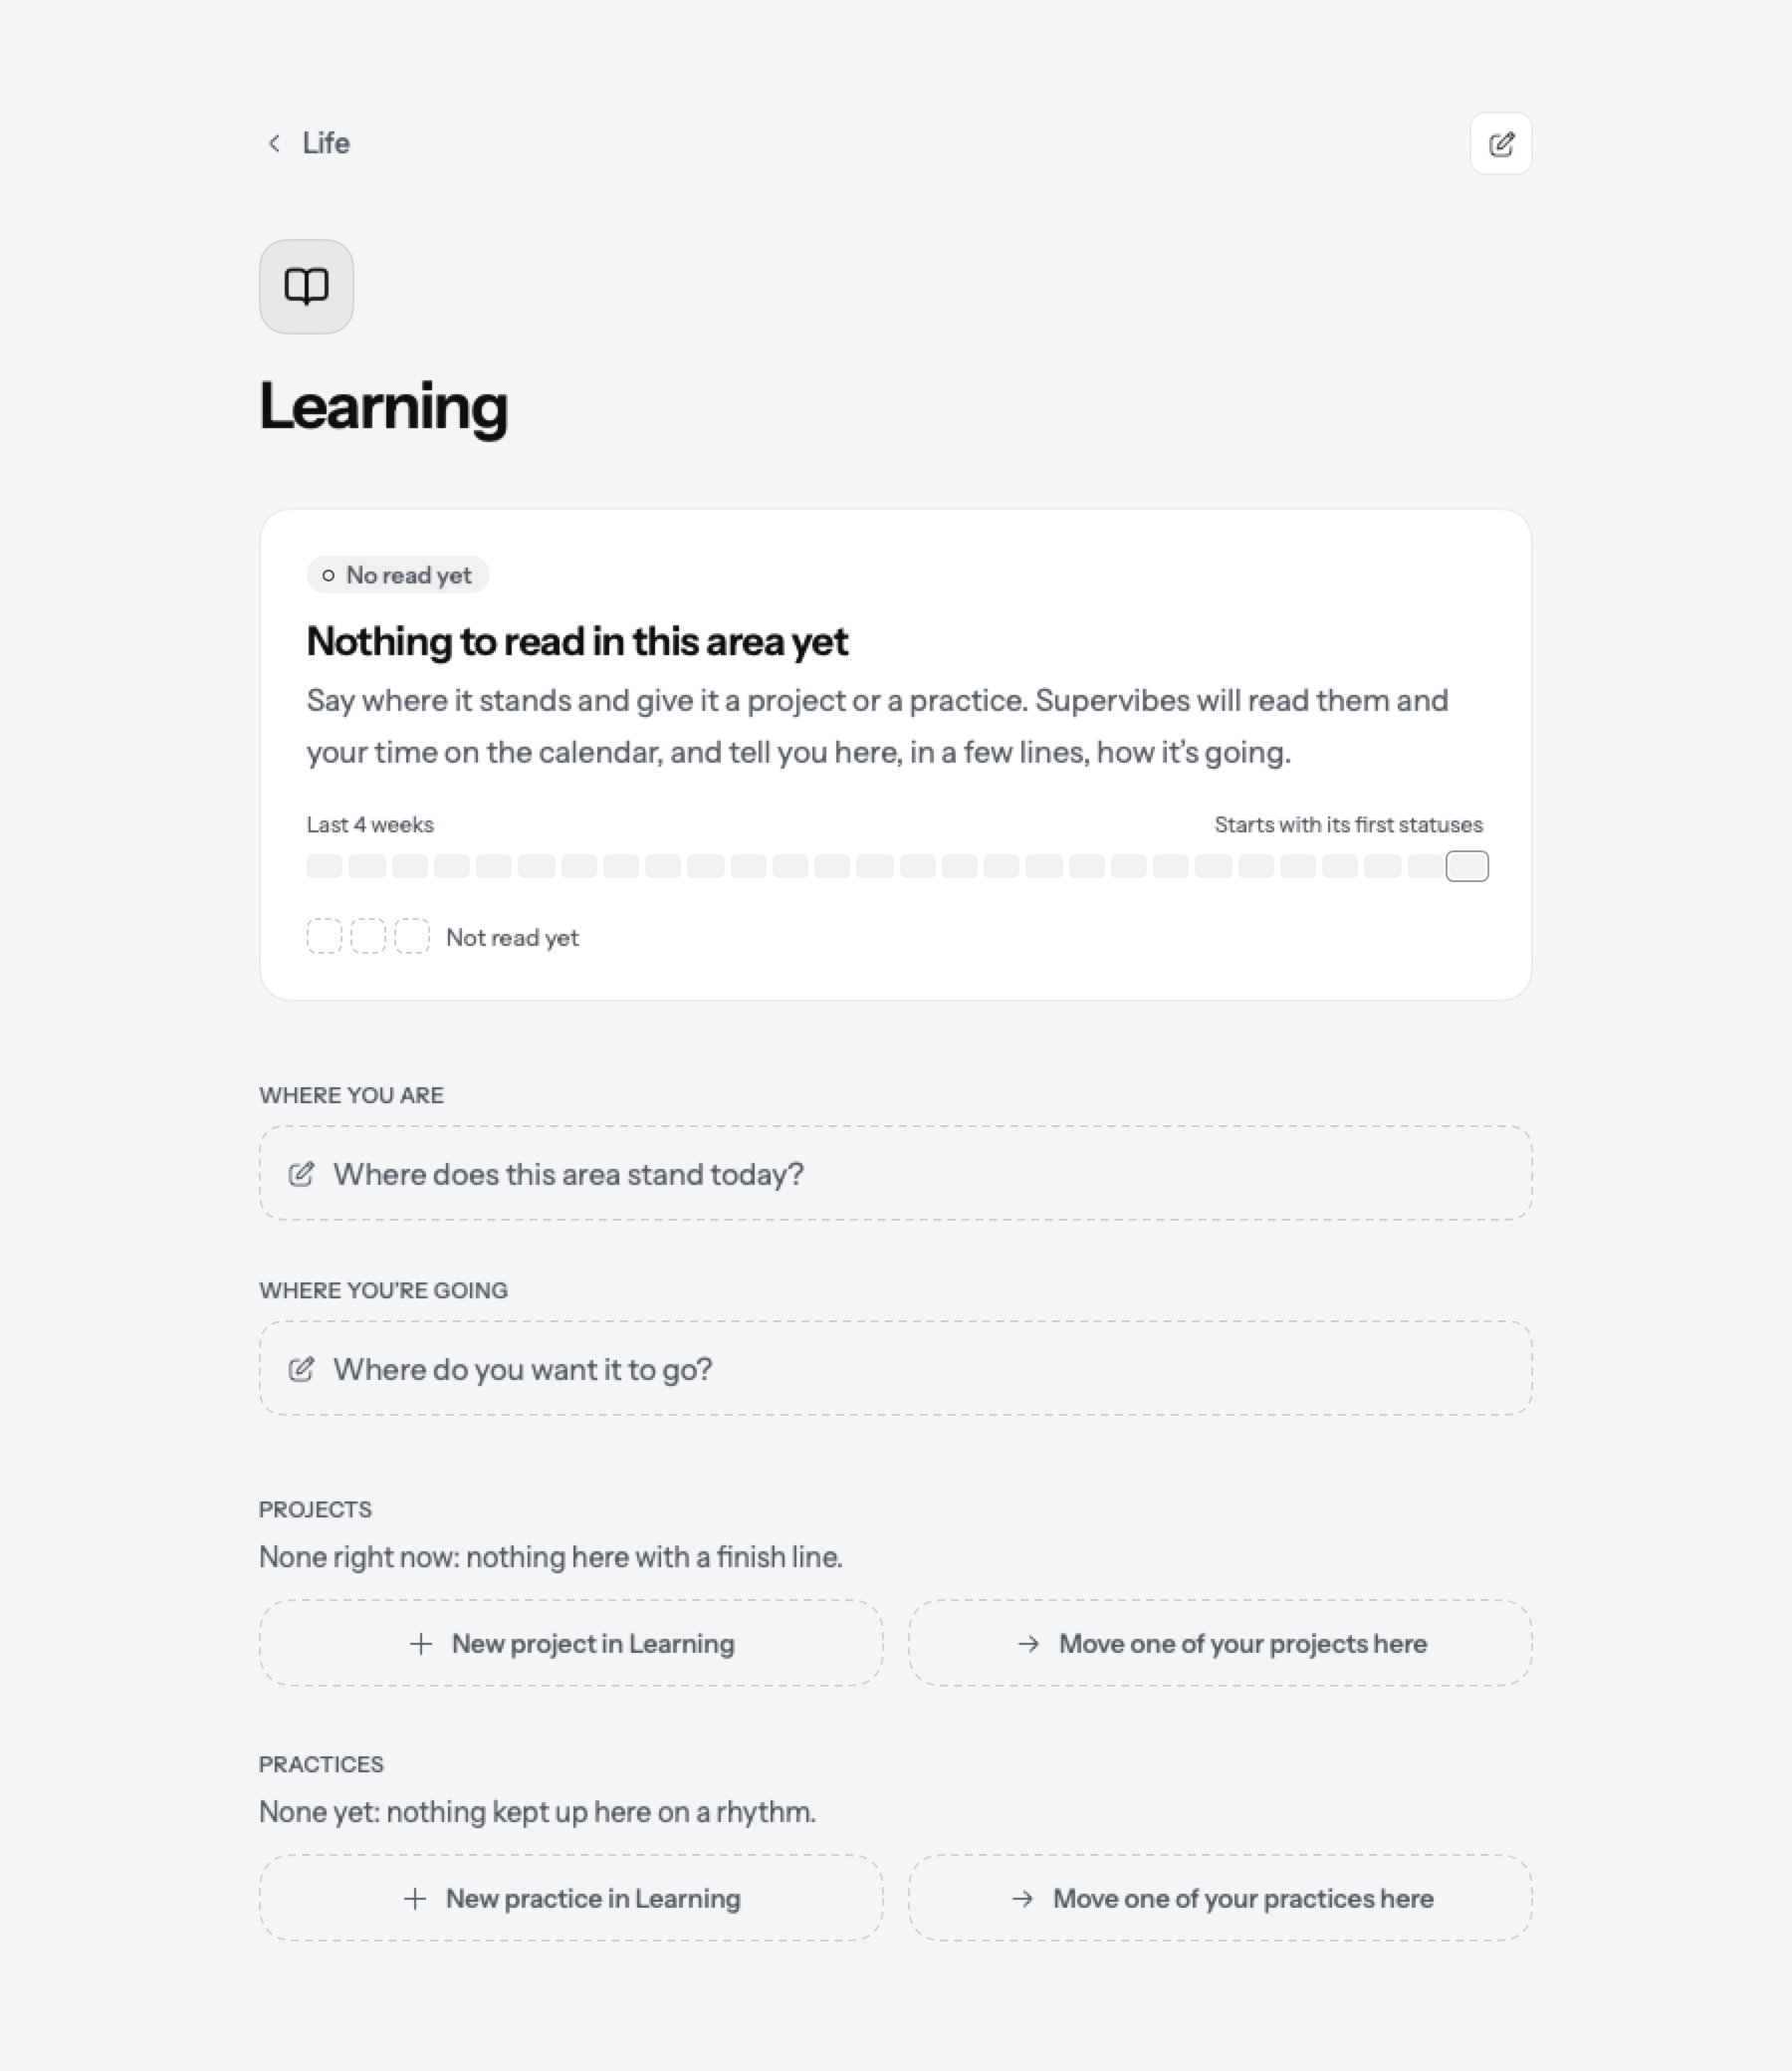 Life
Learning
No read yet
Nothing to read in this area yet
Say where it stands and give it a project or a practice. Supervibes will read them and
your time on the calendar, and tell you here, in a few lines, how it’s going.
Last 4 weeks
Starts with its first statuses
Not read yet
WHERE YOU ARE
Where does this area stand today?
WHERE YOU’RE GOING
Where do you want it to go?
PROJECTS
None right now: nothing here with a finish line.
New project in Learning
Move one of your projects here
PRACTICES
None yet: nothing kept up here on a rhythm.
New practice in Learning
Move one of your practices here